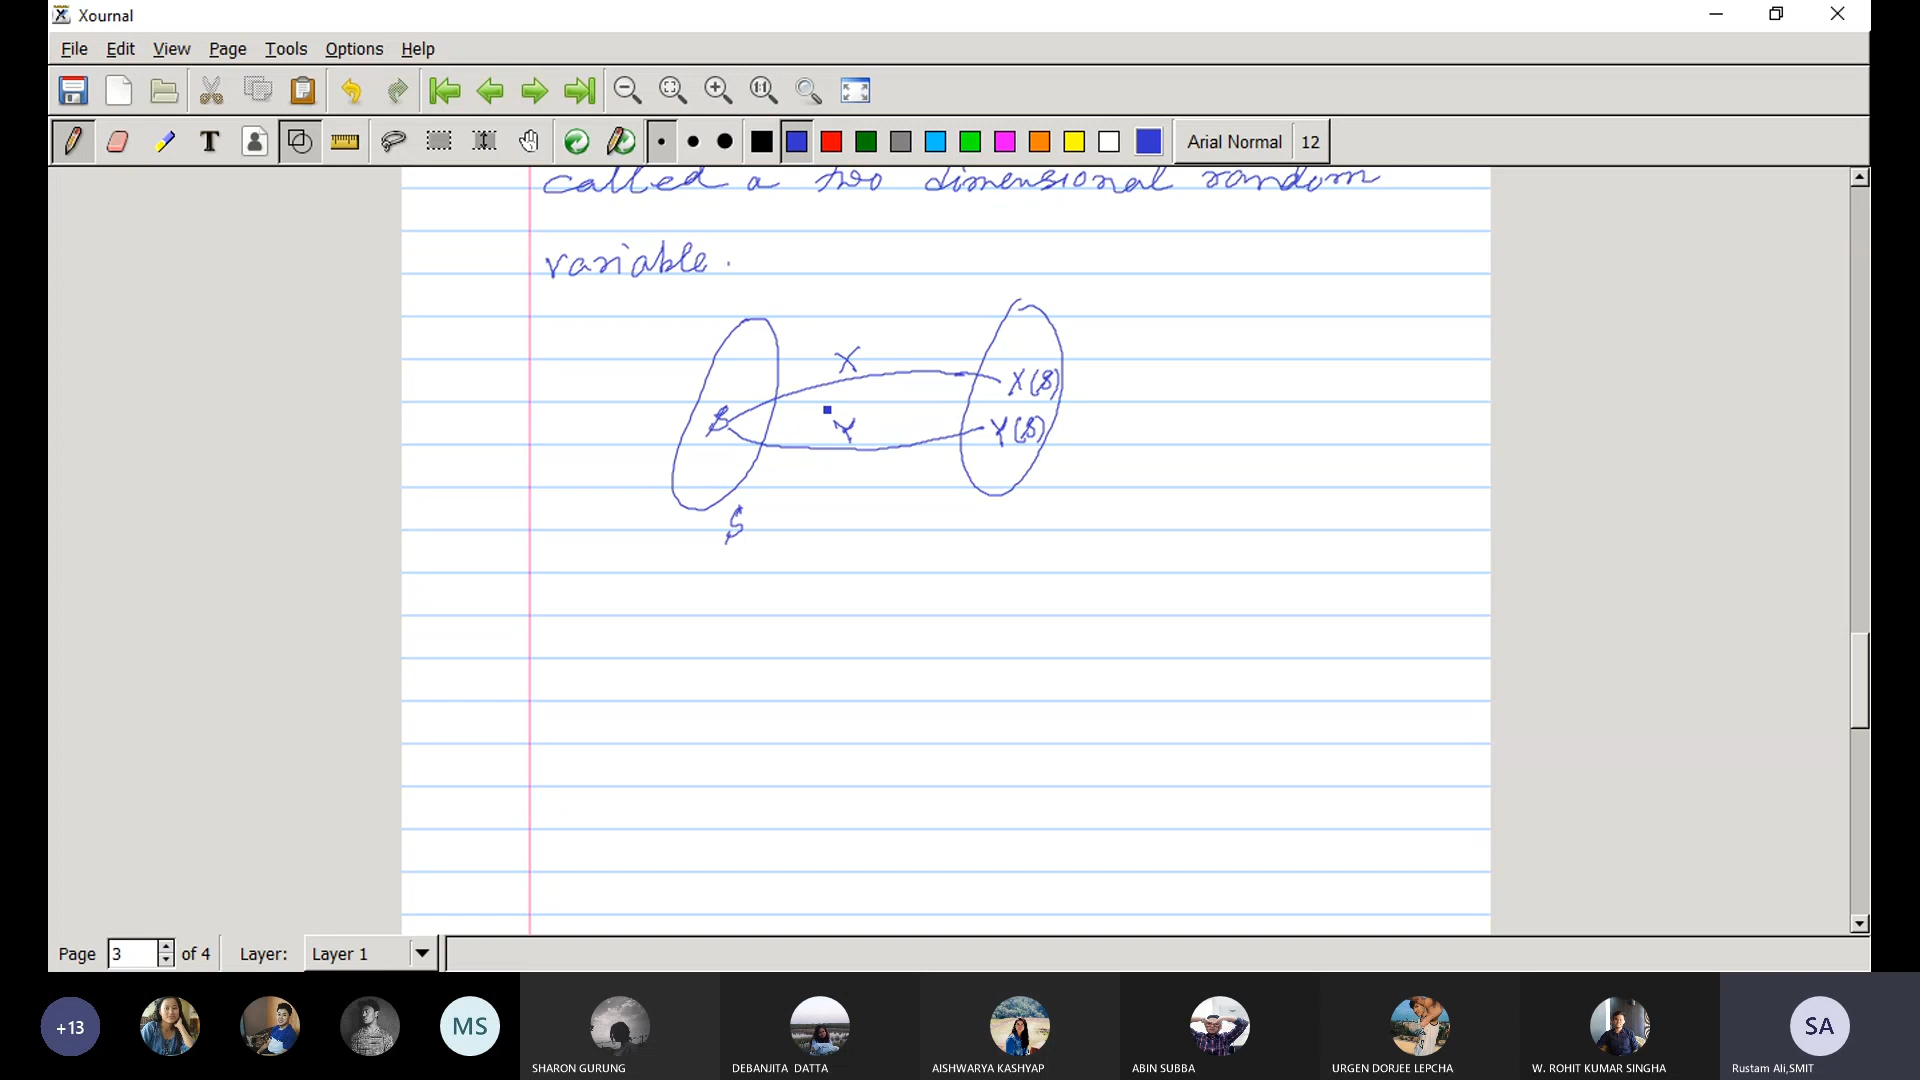 Xournal
File Edit View Page Tools Options Help
T Arial Normal 12
called a two dimensional random
variable.
X
X(s)
s
Y
Y(s)
S
Page 3 of 4 Layer: Layer 1
+13
MS
SA
SHARON GURUNG DEBANJITA DATTA AISHWARYA KASHYAP ABIN SUBBA URGEN DORJEE LEPCHA W. ROHIT KUMAR SINGHA Rustam Ali,SMIT